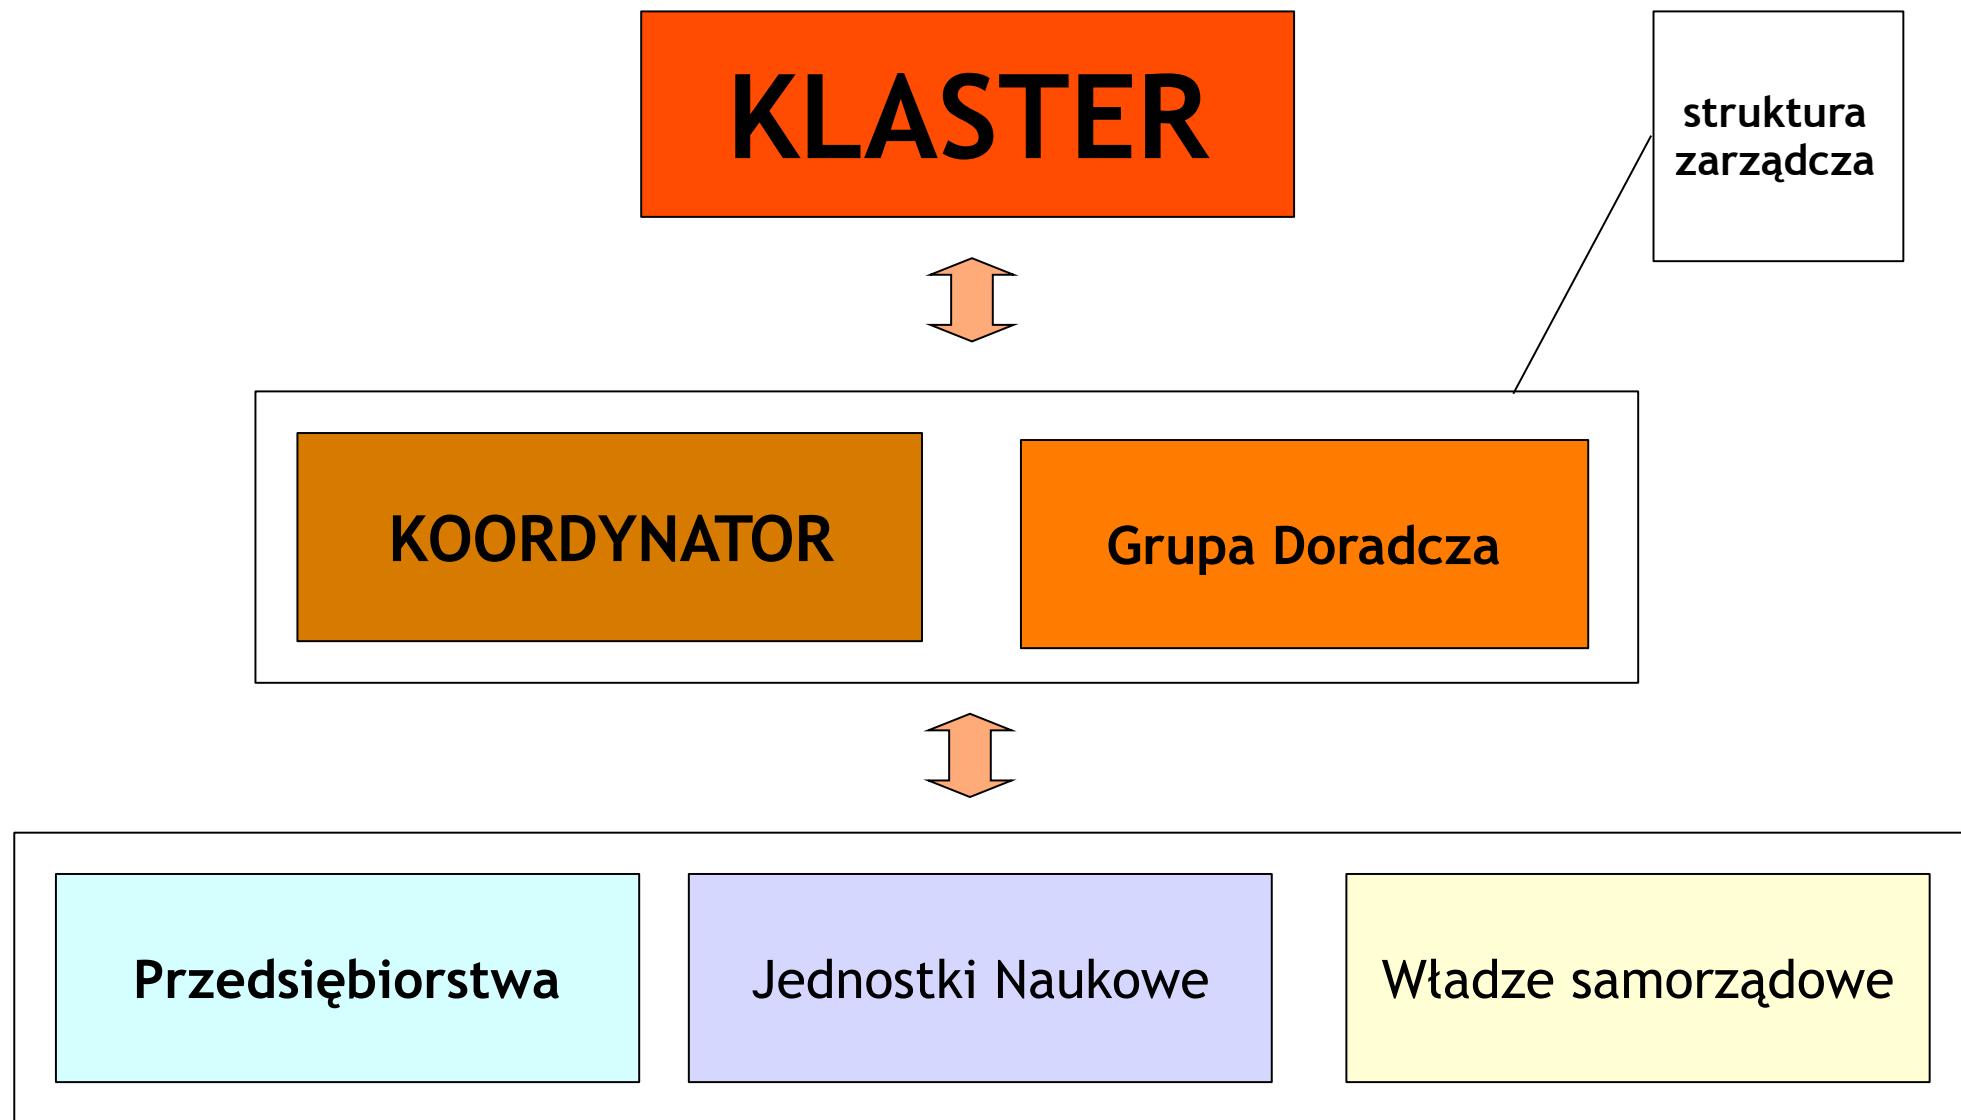 KLASTER
struktura
zarządcza
KOORDYNATOR
Grupa Doradcza
Przedsiębiorstwa
Jednostki Naukowe
Władze samorządowe